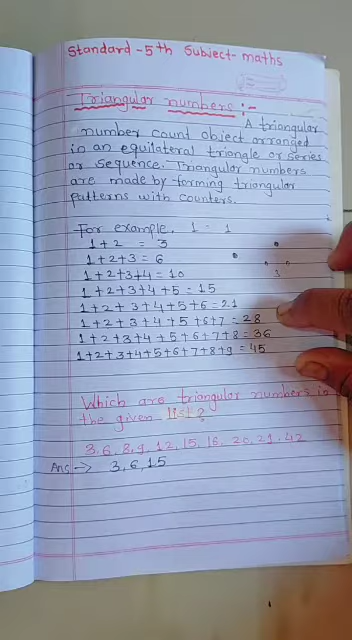 Standard - 5th Subject - maths
Triangular numbers :-
A triangular
number count object arranged
in an equilateral triangle or series
or sequence. Triangular numbers
are made by forming triangular
patterns with counters.
For example. 1 = 1
1 + 2 = 3
1+2+3 = 6
1+2+3+4 = 10
3
1 + 2 + 3 + 4 + 5 = 15
1 + 2 + 3 + 4 + 5 + 6 = 21
1 + 2 + 3 + 4 + 5 + 6 + 7 = 28
1 + 2 + 3 + 4 + 5 + 6 + 7 + 8 = 36
1 + 2 + 3 + 4 + 5 + 6 + 7 + 8 + 9 = 45
Which are triangular numbers in
the given list?
3, 6, 8, 9, 12, 15, 16, 20, 21, 42
Ans → 3, 6, 15